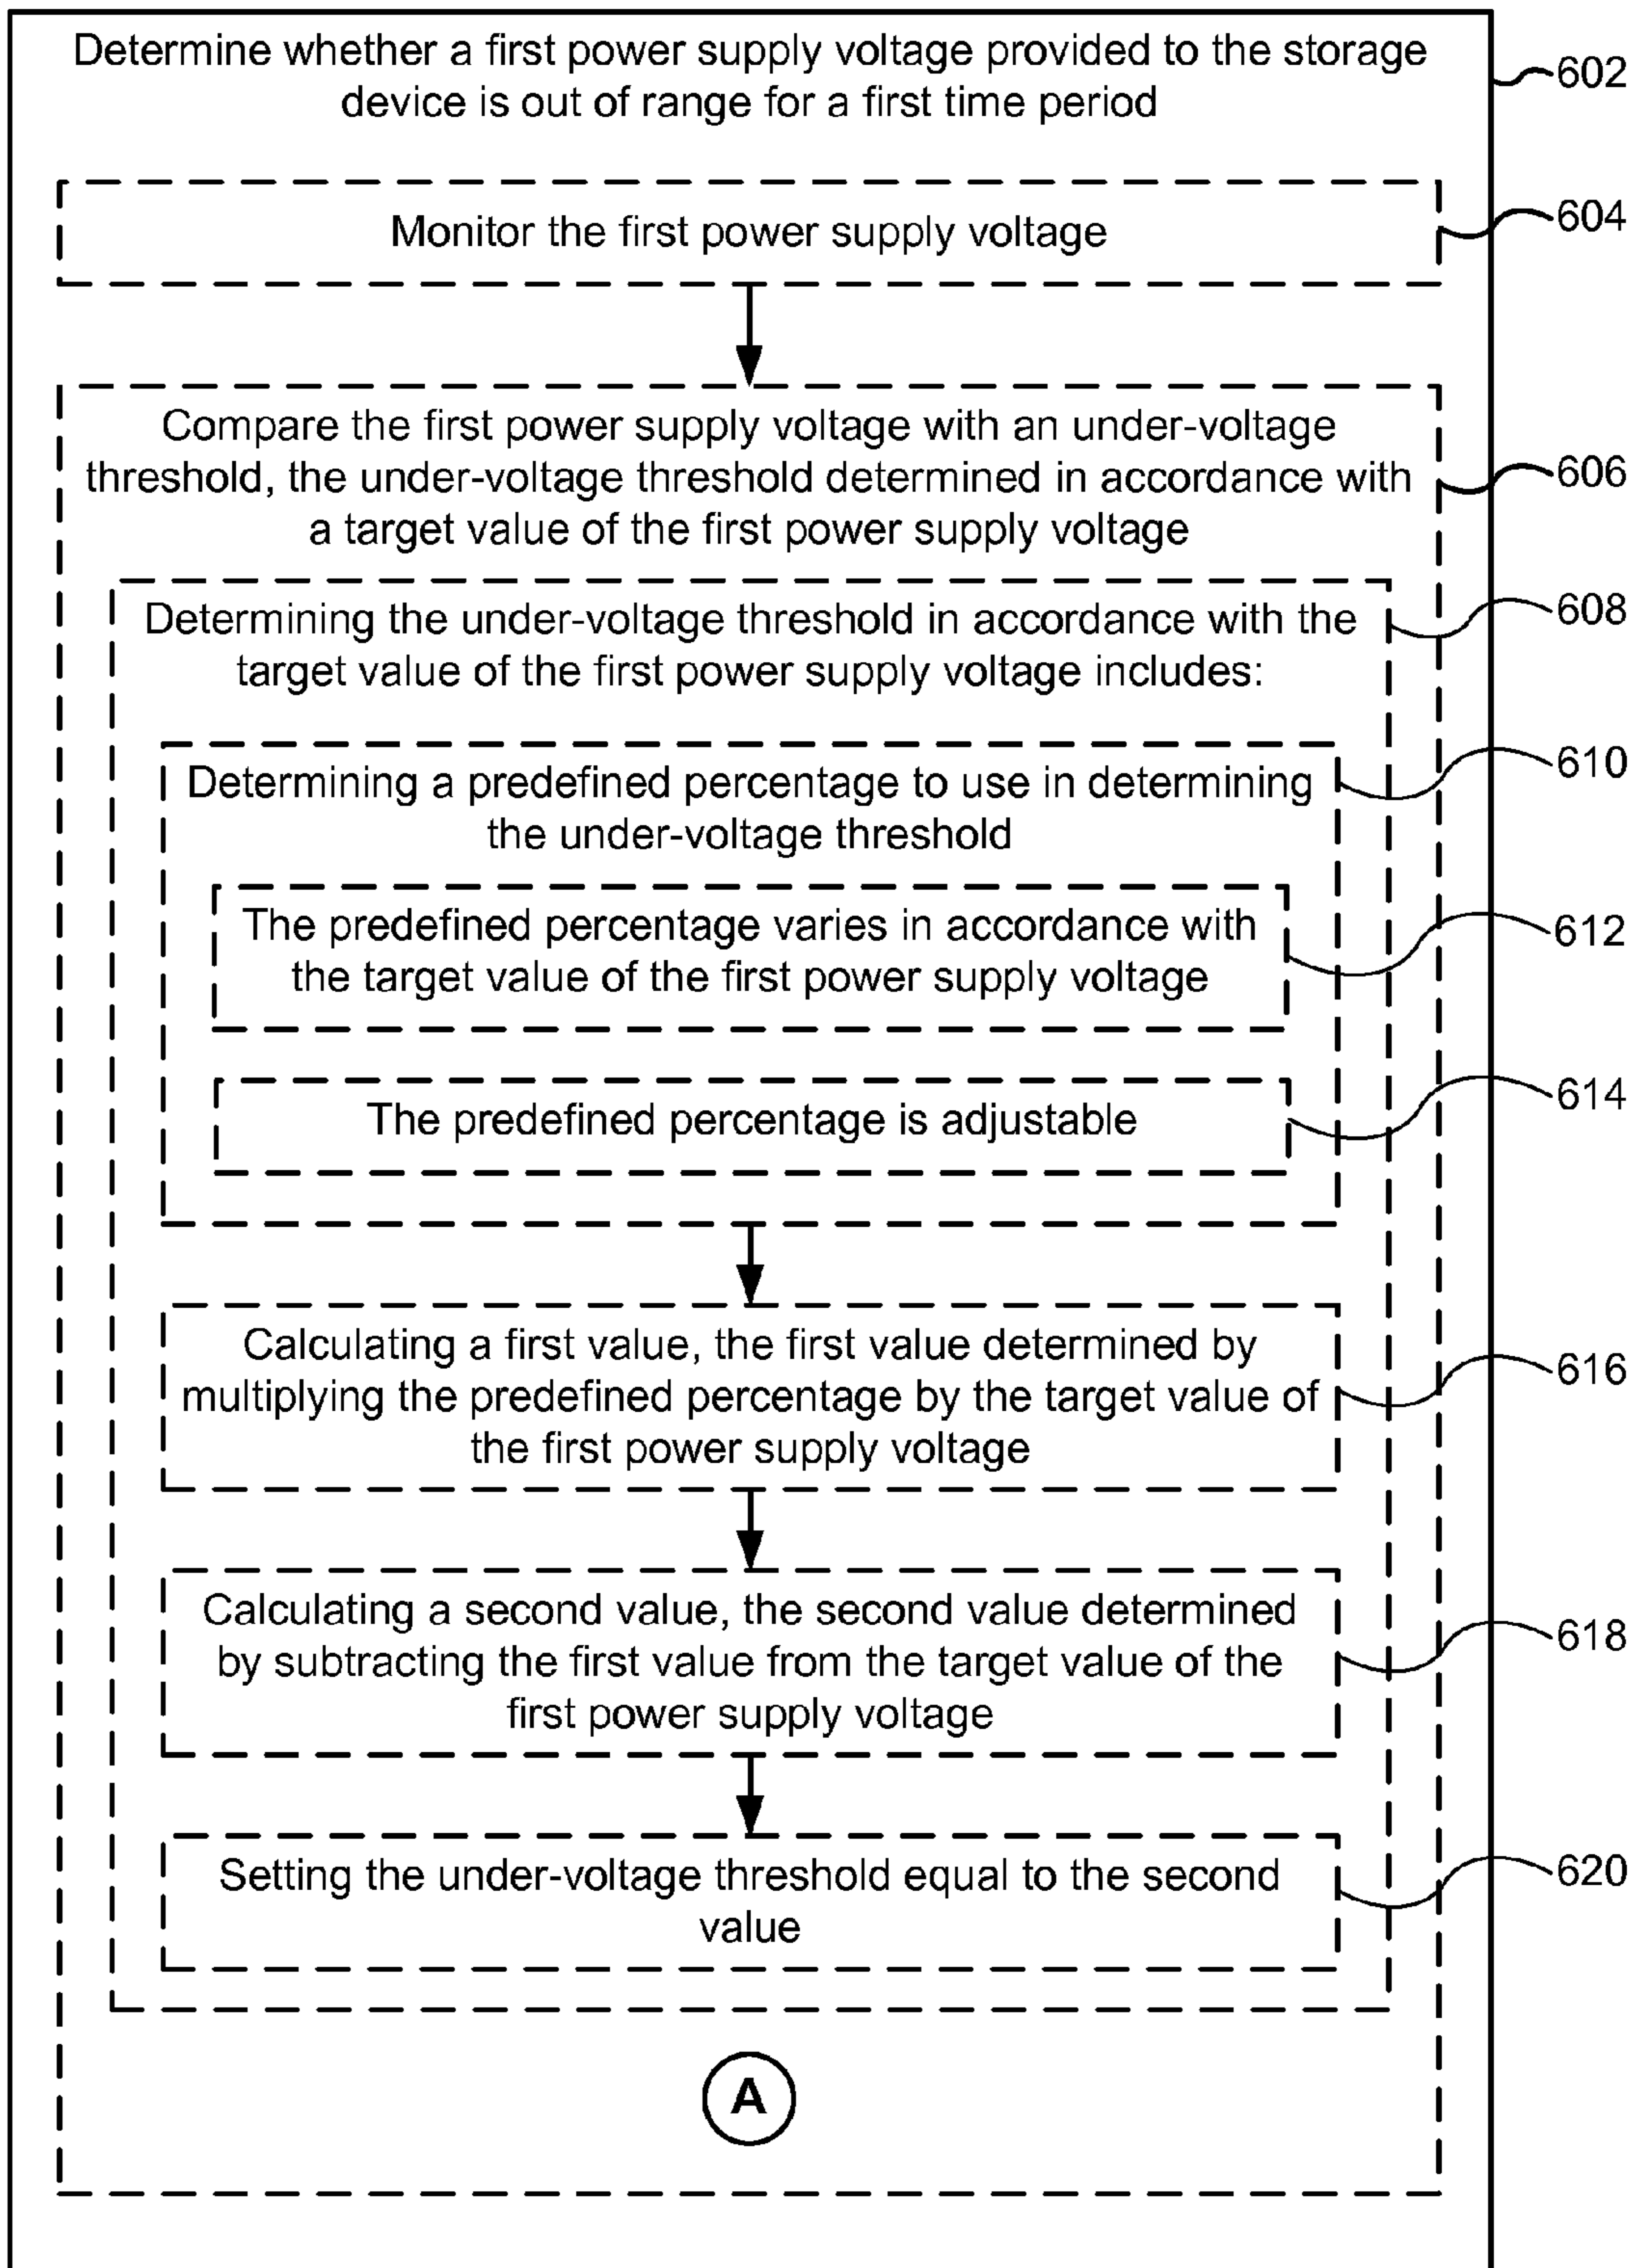 Determine whether a first power supply voltage provided to the storage
device is out of range for a first time period
602
Monitor the first power supply voltage
604
Compare the first power supply voltage with an under-voltage
threshold, the under-voltage threshold determined in accordance with
a target value of the first power supply voltage
606
Determining the under-voltage threshold in accordance with the
target value of the first power supply voltage includes:
608
Determining a predefined percentage to use in determining
the under-voltage threshold
610
The predefined percentage varies in accordance with
the target value of the first power supply voltage
612
The predefined percentage is adjustable
614
Calculating a first value, the first value determined by
multiplying the predefined percentage by the target value of
the first power supply voltage
616
Calculating a second value, the second value determined
by subtracting the first value from the target value of the
first power supply voltage
618
Setting the under-voltage threshold equal to the second
value
620
A